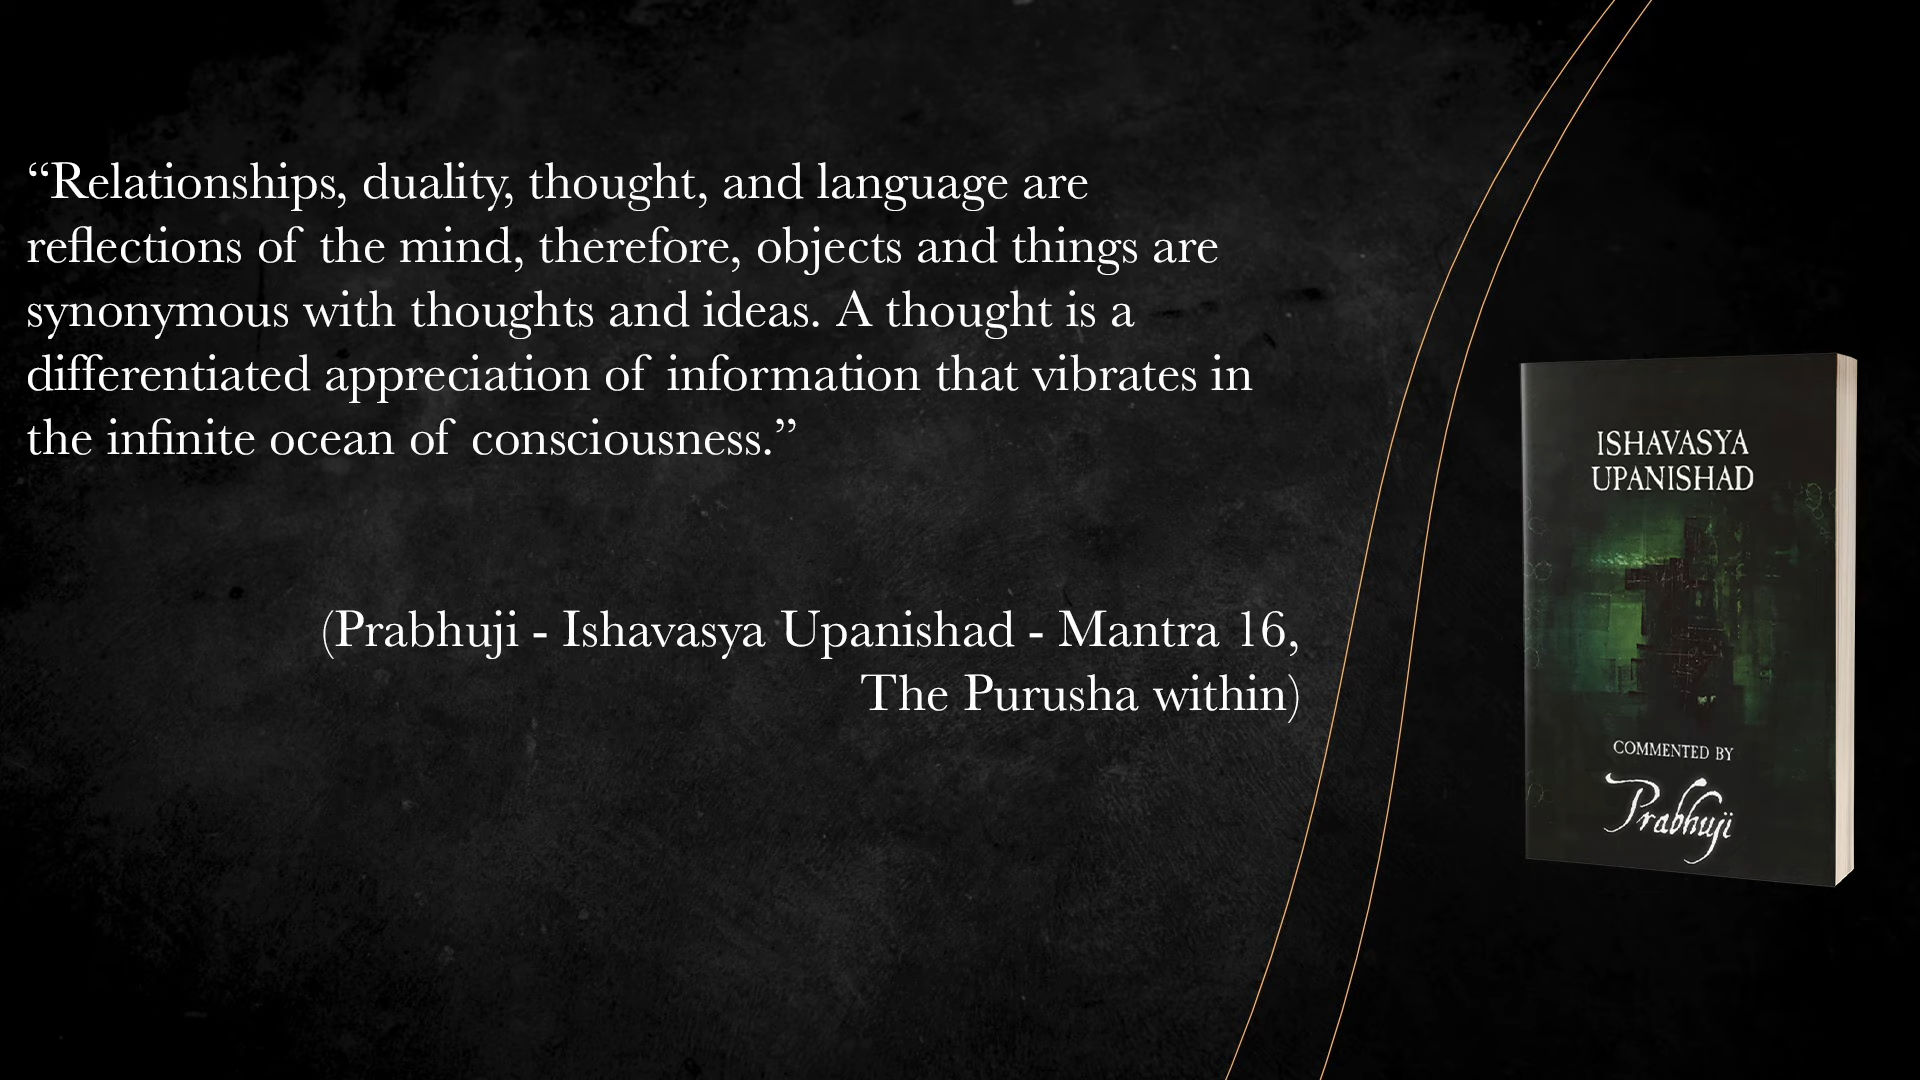 “Relationships, duality, thought, and language are
reflections of the mind, therefore, objects and things are
synonymous with thoughts and ideas. A thought is a
differentiated appreciation of information that vibrates in
the infinite ocean of consciousness.”
(Prabhuji - Ishavasya Upanishad - Mantra 16,
The Purusha within)
ISHAVASYA
UPANISHAD
COMMENTED BY
Prabhuji